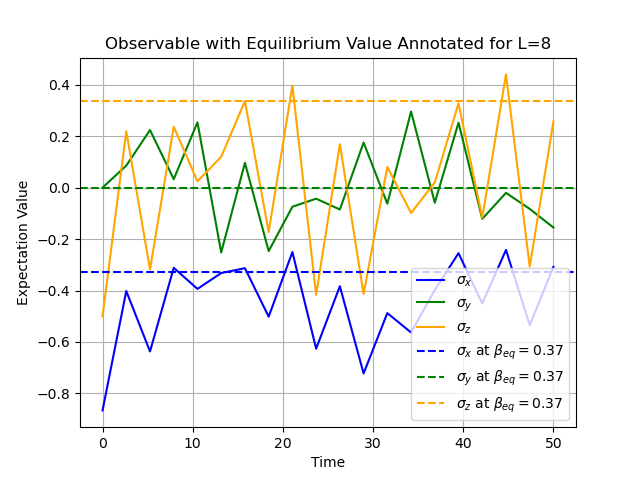 Observable with Equilibrium Value Annotated for L=8
Expectation Value
0.4
0.2
0.0
−0.2
−0.4
−0.6
−0.8
σx
σy
σz
σx at βeq = 0.37
σy at βeq = 0.37
σz at βeq = 0.37
0 10 20 30 40 50
Time